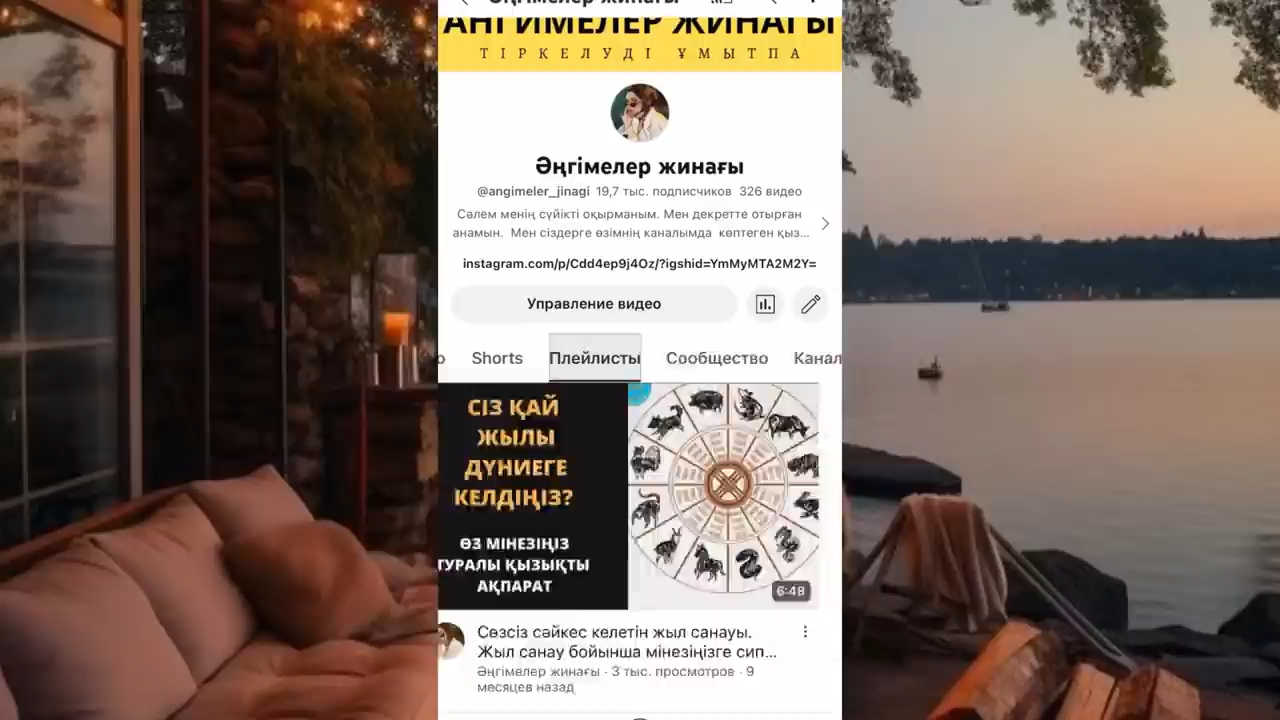 Әңгімелер жинағы
ӘҢГІМЕЛЕР ЖИНАҒЫ
ТІРКЕЛУДІ ҰМЫТПА
Әңгімелер жинағы
@angimeler_jinagi 19,7 тыс. подписчиков 326 видео
Сәлем менің сүйікті оқырманым. Мен декретте отырған
анамын. Мен сіздерге өзімнің каналымда көптеген қыз...
instagram.com/p/Cdd4ep9j4Oz/?igshid=YmMyMTA2M2Y=
Управление видео
о Shorts Плейлисты Сообщество Канал
СІЗ ҚАЙ
ЖЫЛЫ
ДҮНИЕГЕ
КЕЛДІҢІЗ?
ӨЗ МІНЕЗІҢІЗ
ТУРАЛЫ ҚЫЗЫҚТЫ
АҚПАРАТ
6:48
Сөзсіз сәйкес келетін жыл санауы.
Жыл санау бойынша мінезіңізге сип...
Әңгімелер жинағы · 3 тыс. просмотров · 9
месяцев назад